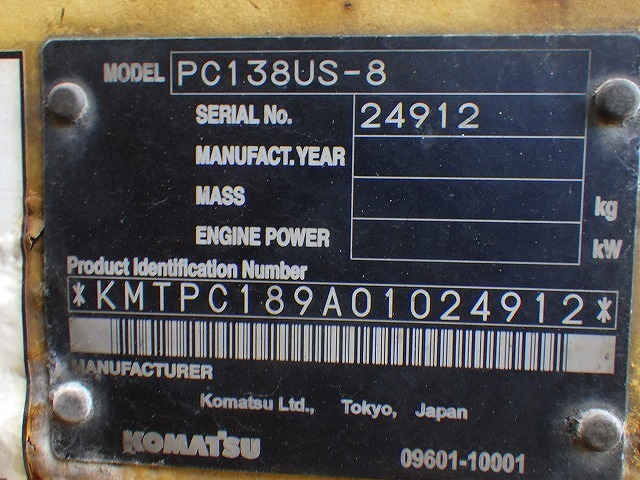 MODEL PC138US-8
SERIAL No. 24912
MANUFACT. YEAR
MASS kg
ENGINE POWER kW
Product Identification Number
*KMTPC189A01024912*
MANUFACTURER
Komatsu Ltd., Tokyo, Japan
KOMATSU 09601-10001